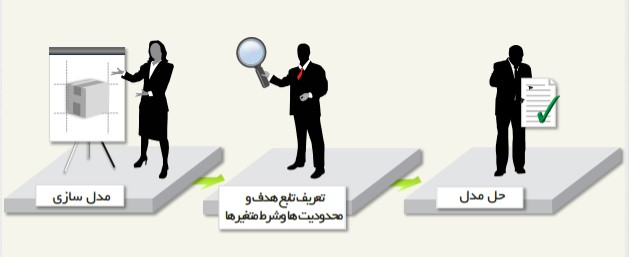 مدل سازی
تعریف تابع هدف و
محدودیت ها و شرط متغیرها
حل مدل